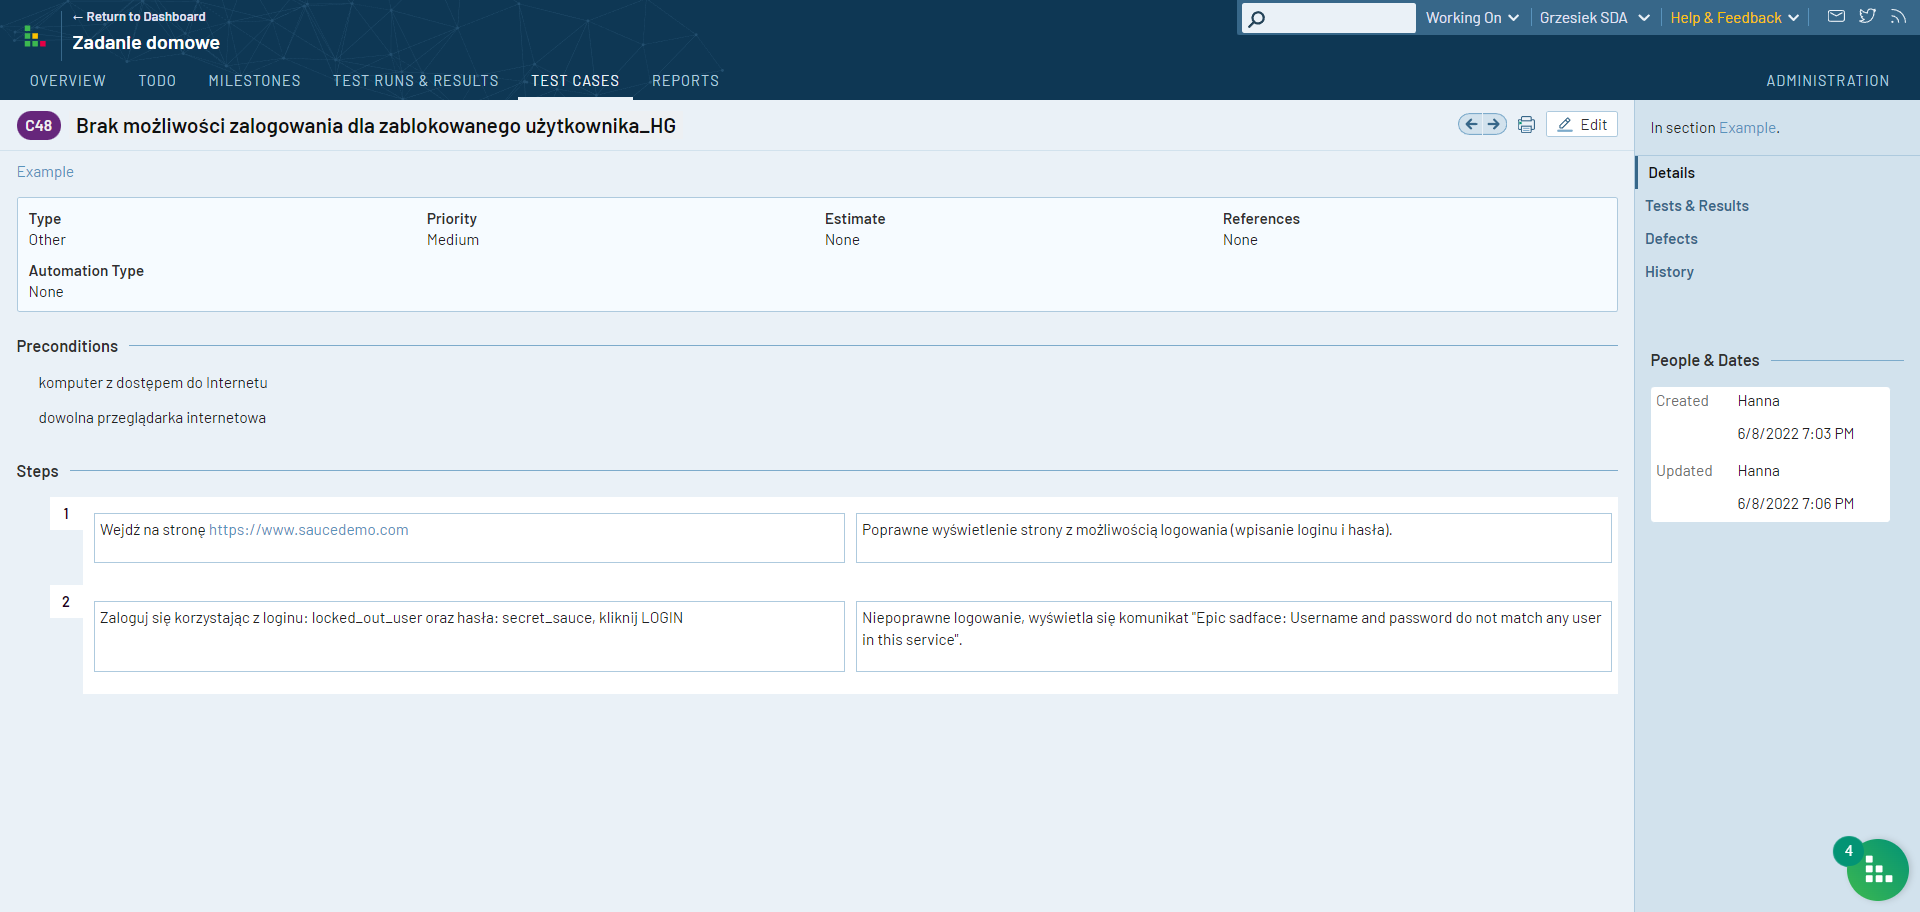 ← Return to Dashboard
Zadanie domowe
Working On
Grzesiek SDA
Help & Feedback
OVERVIEW
TODO
MILESTONES
TEST RUNS & RESULTS
TEST CASES
REPORTS
ADMINISTRATION
C48
Brak możliwości zalogowania dla zablokowanego użytkownika_HG
Edit
Example
Type
Other
Priority
Medium
Estimate
None
References
None
Automation Type
None
Preconditions
komputer z dostępem do Internetu
dowolna przeglądarka internetowa
Steps
1
Wejdź na stronę https://www.saucedemo.com
Poprawne wyświetlenie strony z możliwością logowania (wpisanie loginu i hasła).
2
Zaloguj się korzystając z loginu: locked_out_user oraz hasła: secret_sauce, kliknij LOGIN
Niepoprawne logowanie, wyświetla się komunikat "Epic sadface: Username and password do not match any user
in this service".
In section Example.
Details
Tests & Results
Defects
History
People & Dates
Created
Hanna
6/8/2022 7:03 PM
Updated
Hanna
6/8/2022 7:06 PM
4